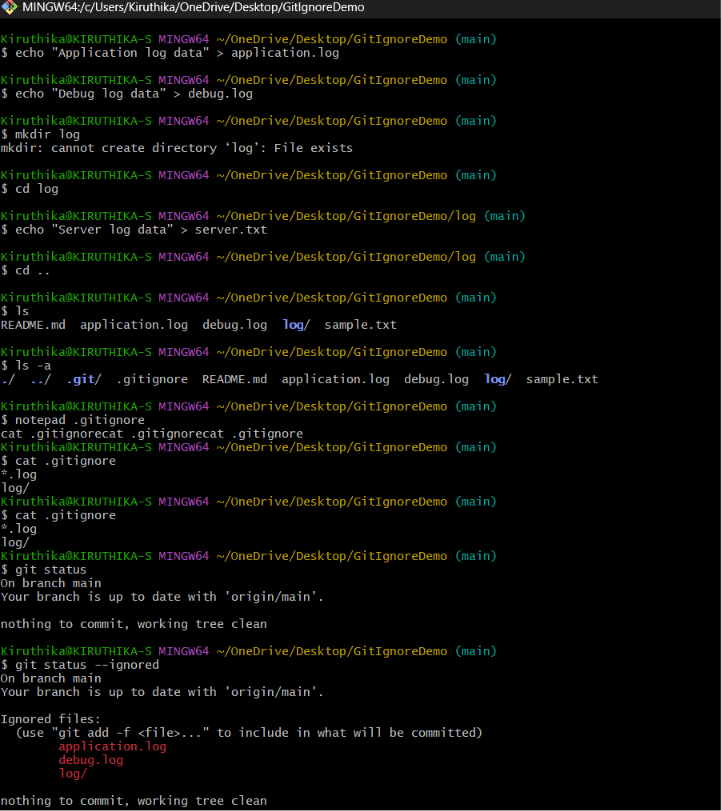 MINGW64:/c/Users/Kiruthika/OneDrive/Desktop/GitIgnoreDemo
Kiruthika@KIRUTHIKA-S MINGW64 ~/OneDrive/Desktop/GitIgnoreDemo (main)
$ echo "Application log data" > application.log
Kiruthika@KIRUTHIKA-S MINGW64 ~/OneDrive/Desktop/GitIgnoreDemo (main)
$ echo "Debug log data" > debug.log
Kiruthika@KIRUTHIKA-S MINGW64 ~/OneDrive/Desktop/GitIgnoreDemo (main)
$ mkdir log
mkdir: cannot create directory ‘log’: File exists
Kiruthika@KIRUTHIKA-S MINGW64 ~/OneDrive/Desktop/GitIgnoreDemo (main)
$ cd log
Kiruthika@KIRUTHIKA-S MINGW64 ~/OneDrive/Desktop/GitIgnoreDemo/log (main)
$ echo "Server log data" > server.txt
Kiruthika@KIRUTHIKA-S MINGW64 ~/OneDrive/Desktop/GitIgnoreDemo/log (main)
$ cd ..
Kiruthika@KIRUTHIKA-S MINGW64 ~/OneDrive/Desktop/GitIgnoreDemo (main)
$ ls
README.md  application.log  debug.log  log/  sample.txt
Kiruthika@KIRUTHIKA-S MINGW64 ~/OneDrive/Desktop/GitIgnoreDemo (main)
$ ls -a
./  ../  .git/  .gitignore  README.md  application.log  debug.log  log/  sample.txt
Kiruthika@KIRUTHIKA-S MINGW64 ~/OneDrive/Desktop/GitIgnoreDemo (main)
$ notepad .gitignore
cat .gitignorecat .gitignorecat .gitignore
Kiruthika@KIRUTHIKA-S MINGW64 ~/OneDrive/Desktop/GitIgnoreDemo (main)
$ cat .gitignore
*.log
log/
Kiruthika@KIRUTHIKA-S MINGW64 ~/OneDrive/Desktop/GitIgnoreDemo (main)
$ cat .gitignore
*.log
log/
Kiruthika@KIRUTHIKA-S MINGW64 ~/OneDrive/Desktop/GitIgnoreDemo (main)
$ git status
On branch main
Your branch is up to date with 'origin/main'.
nothing to commit, working tree clean
Kiruthika@KIRUTHIKA-S MINGW64 ~/OneDrive/Desktop/GitIgnoreDemo (main)
$ git status --ignored
On branch main
Your branch is up to date with 'origin/main'.
Ignored files:
  (use "git add -f <file>..." to include in what will be committed)
        application.log
        debug.log
        log/
nothing to commit, working tree clean